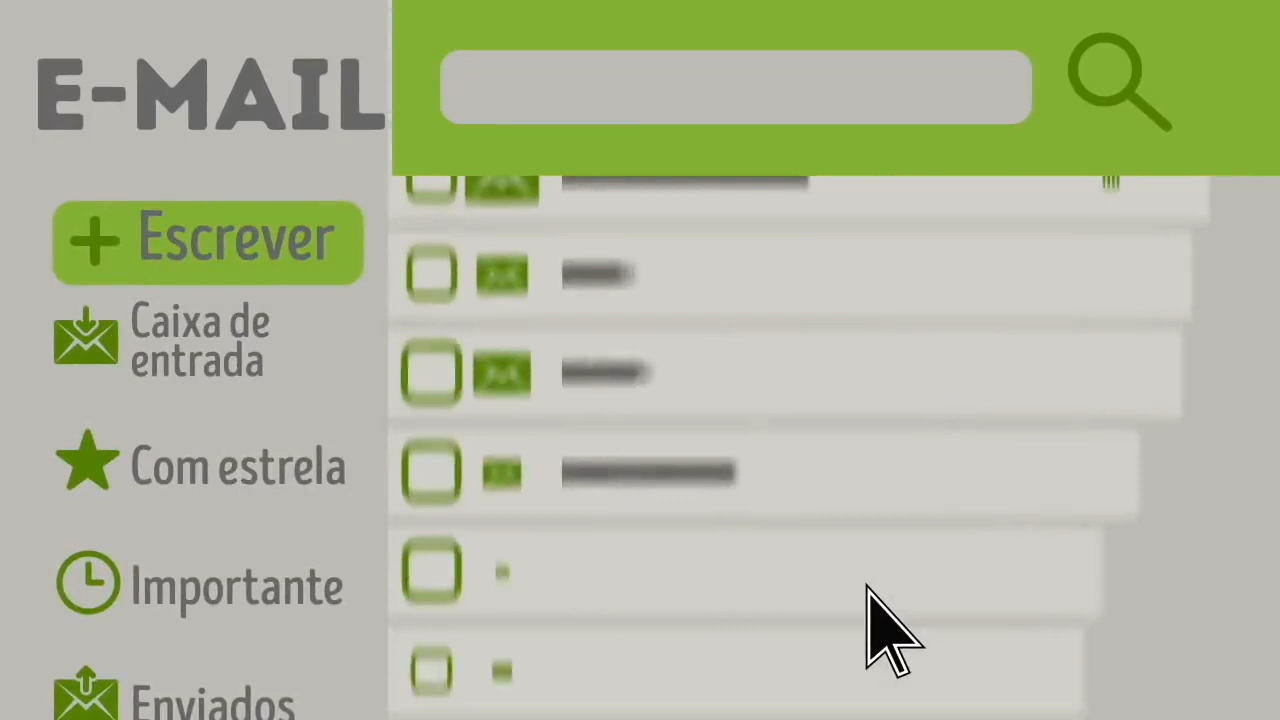 E-MAIL
Escrever
Caixa de
entrada
Com estrela
Importante
Enviados